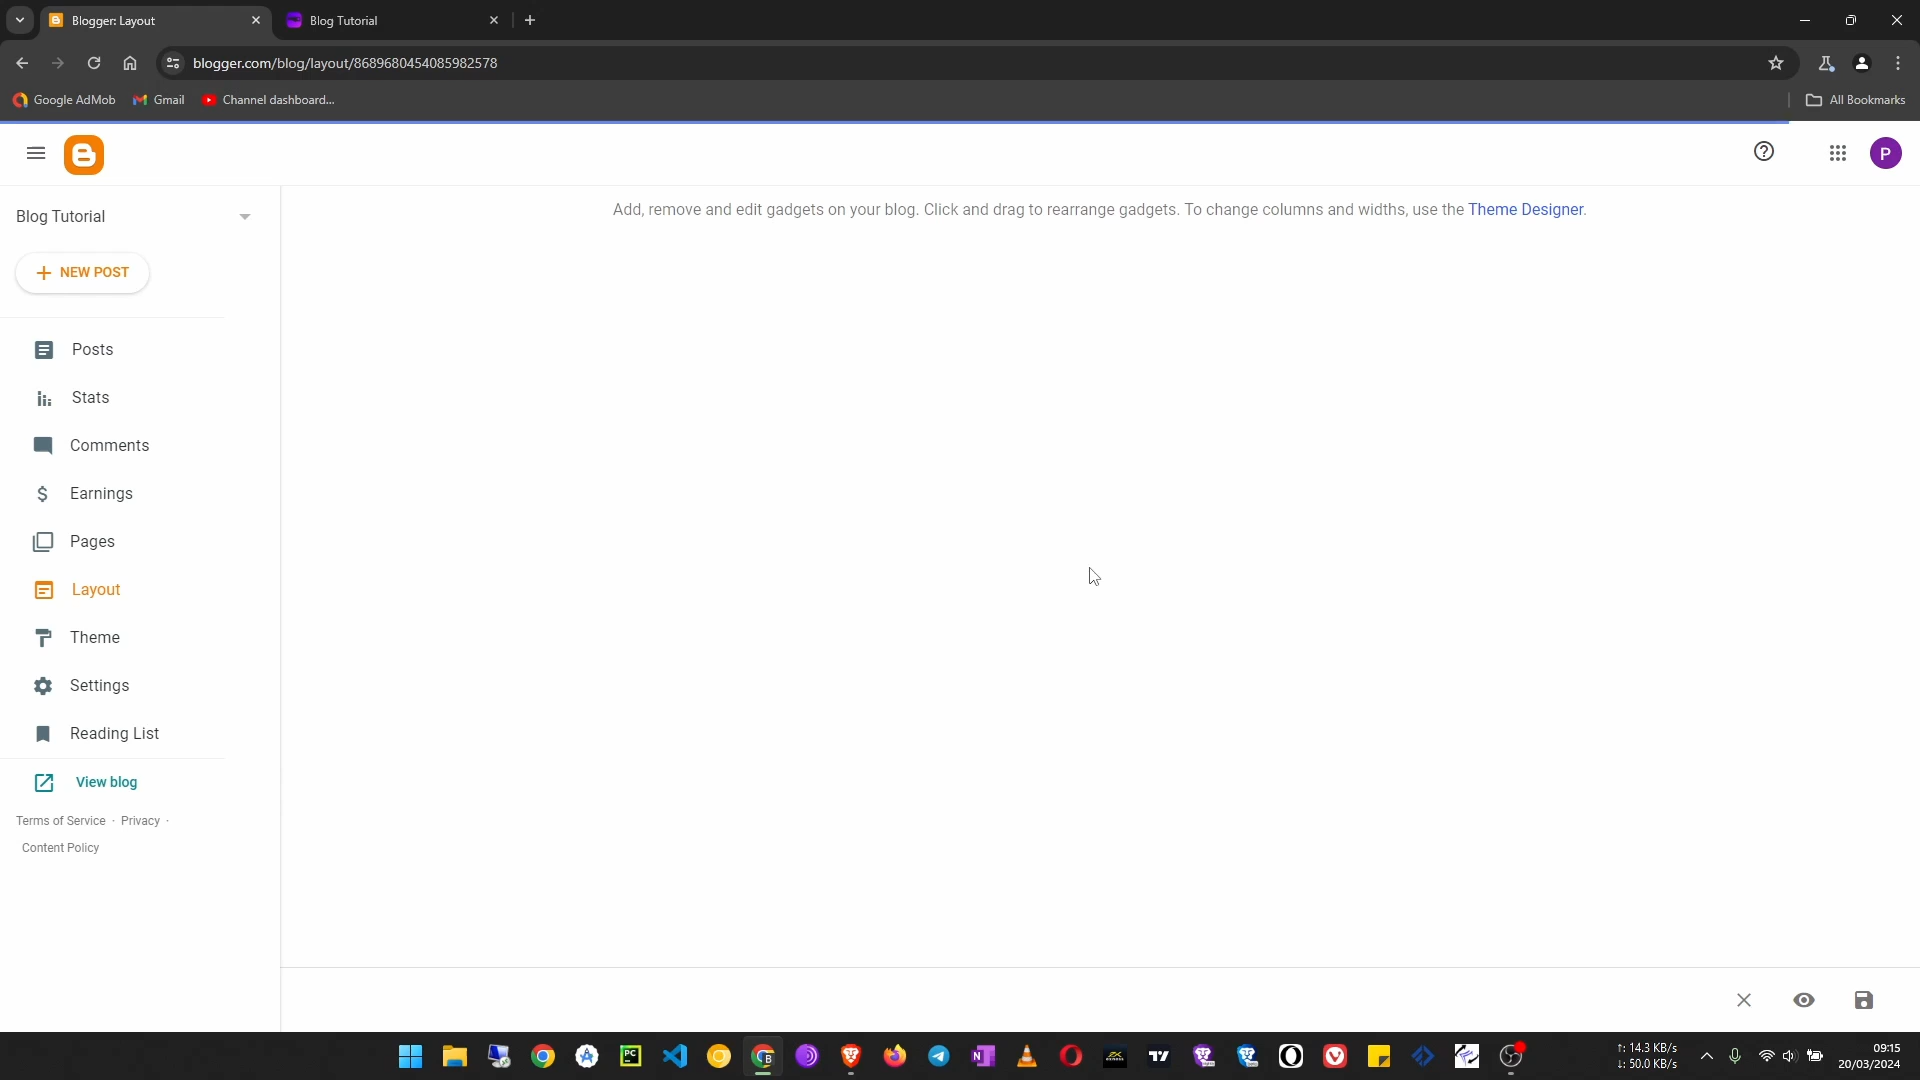 Blogger: Layout
Blog Tutorial
blogger.com/blog/layout/8689680454085982578
Google AdMob
Gmail
Channel dashboard...
All Bookmarks
P
Blog Tutorial
Add, remove and edit gadgets on your blog. Click and drag to rearrange gadgets. To change columns and widths, use the Theme Designer.
NEW POST
Posts
Stats
Comments
Earnings
Pages
Layout
Theme
Settings
Reading List
View blog
Terms of Service · Privacy ·
Content Policy
↑: 14.3 KB/s
↓: 50.0 KB/s
09:15
20/03/2024